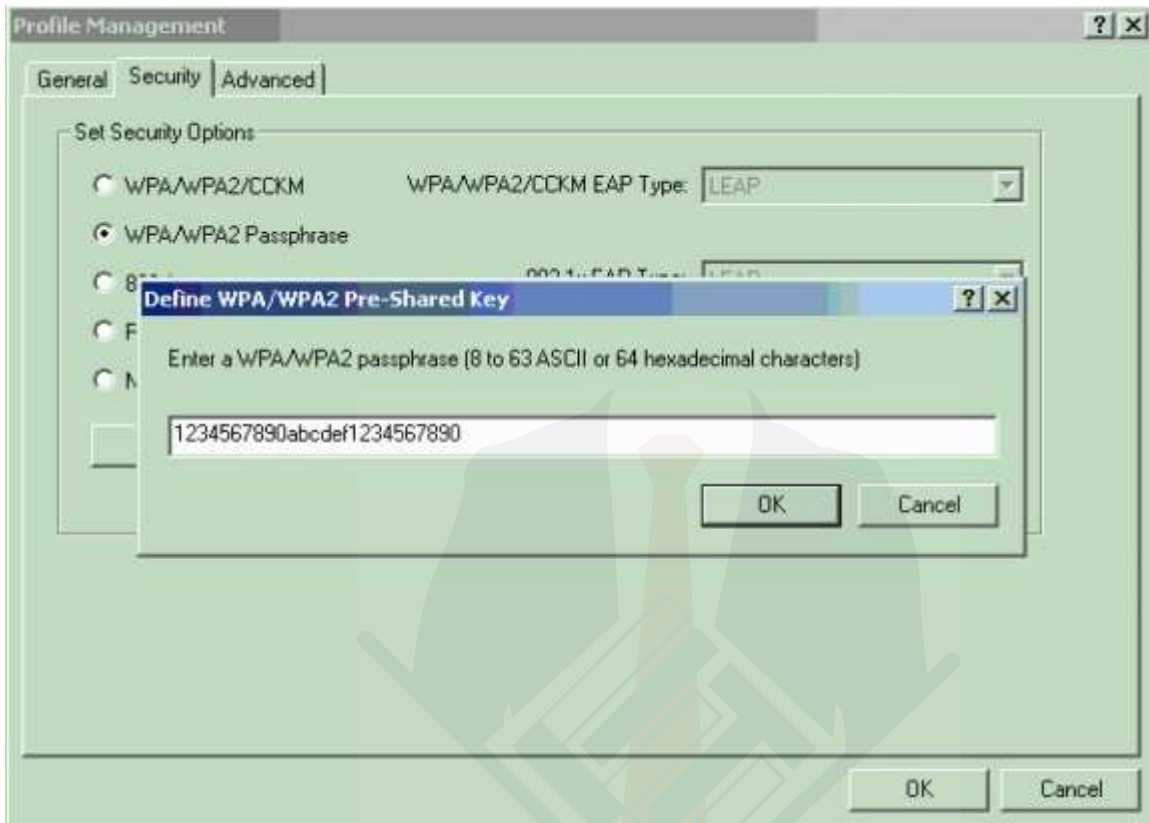 Profile Management
General Security Advanced
Set Security Options
WPA/WPA2/CCKM WPA/WPA2/CCKM EAP Type: LEAP
WPA/WPA2 Passphrase
Define WPA/WPA2 Pre-Shared Key
Enter a WPA/WPA2 passphrase (8 to 63 ASCII or 64 hexadecimal characters)
1234567890abcdef1234567890
OK Cancel
OK Cancel